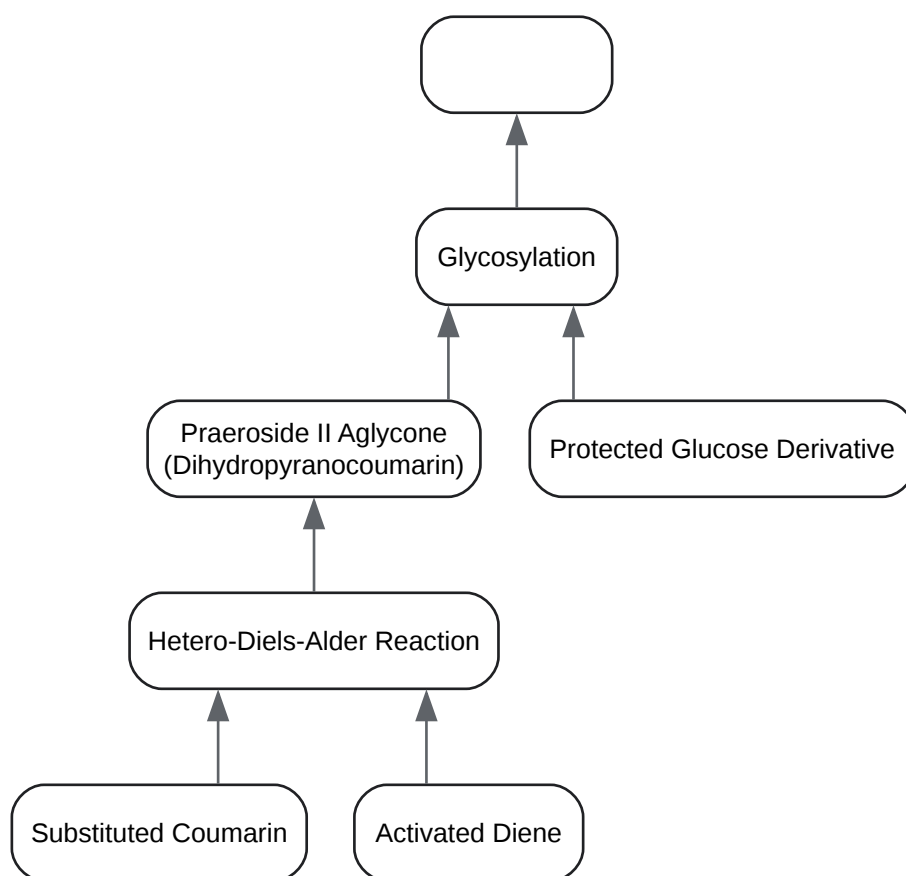 Glycosylation
Praeroside II Aglycone
(Dihydropyranocoumarin)
Protected Glucose Derivative
Hetero-Diels-Alder Reaction
Substituted Coumarin
Activated Diene